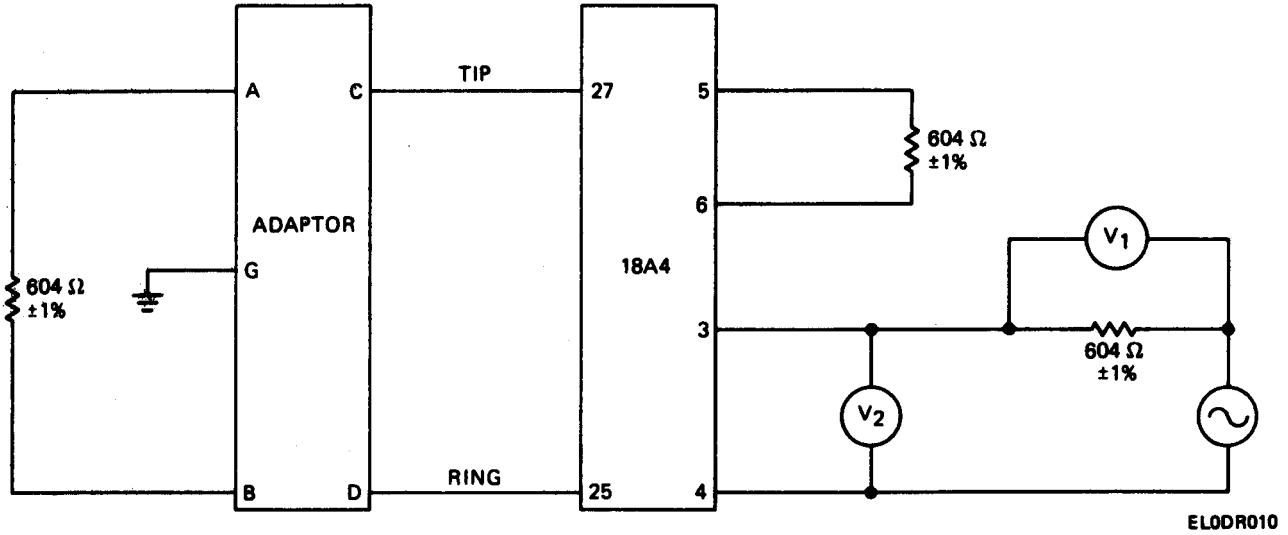 TIP
A
C
27
5
604 Ω
±1%
6
ADAPTOR
V1
G
18A4
604 Ω
±1%
3
604 Ω
±1%
V2
B
D
RING
25
4
EL0DR010